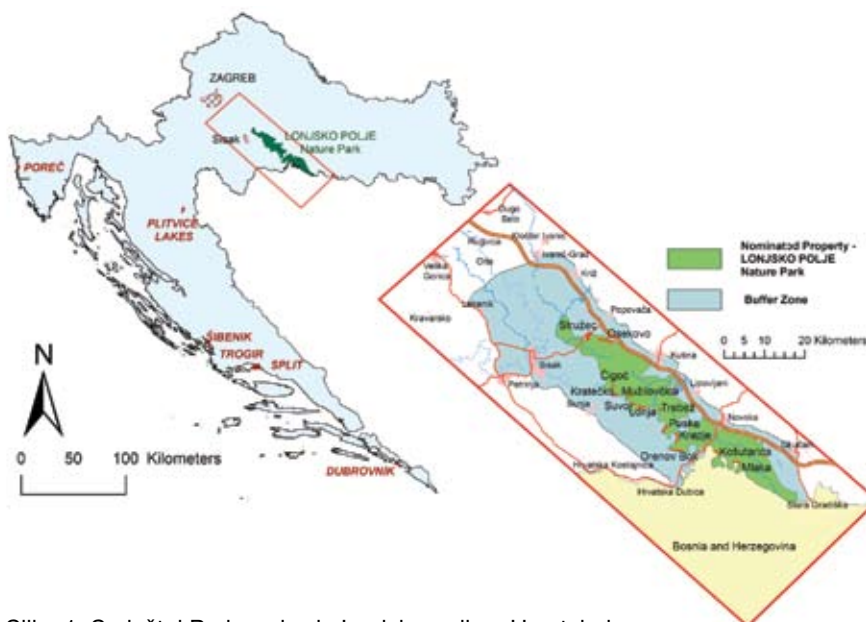 ZAGREB
Sisak
LONJSKO POLJE
Nature Park
POREČ
PLITVICE
LAKES
ŠIBENIK
TROGIR
SPLIT
DUBROVNIK
N
0 50 100 Kilometers
Dugo
Selo
Rugvica
Kloštar Ivanić
Ivanić-Grad
Velika
Gorica
Križ
Lekenik
Kravarsko
Popovača
Stružec
Osekovo
Kutina
Sisak
Petrinja
Čigoć
Lipovljani
Kratečko
Mužilovčica
Sunja
Suvoj
Lonja
Trebež
Novska
Puska
Krapje
Drenov Bok
Košutarica
Mlaka
Hrvatska Kostajnica
Hrvatska Dubica
Stara Gradiška
Bosnia and Herzegovina
Nominated Property -
LONJSKO POLJE
Nature Park
Buffer Zone
0 5 10 20 Kilometers